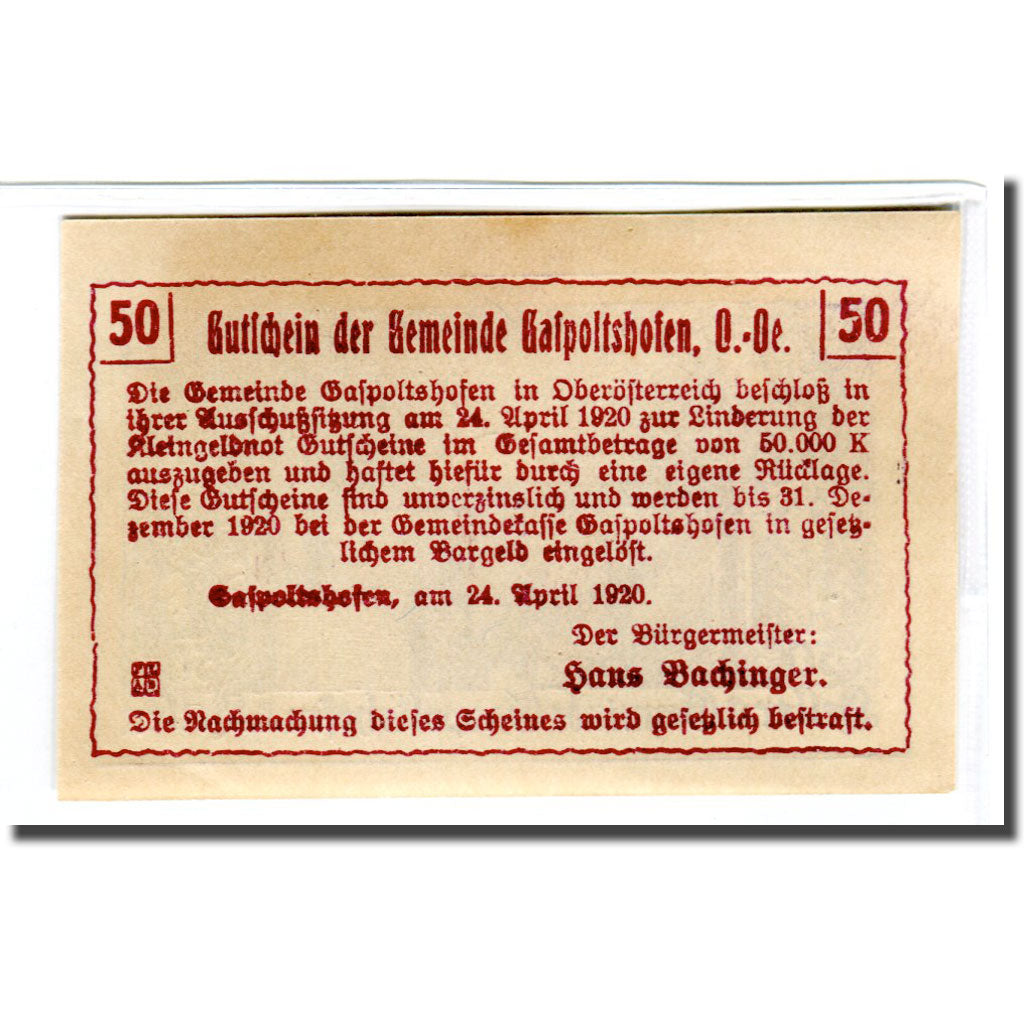 50 Gutschein der Gemeinde Gaspoltshofen, O.-Oe. 50
Die Gemeinde Gaspoltshofen in Oberösterreich beschloß in
ihrer Ausschußsitzung am 24. April 1920 zur Linderung der
Kleingeldnot Gutscheine im Gesamtbetrage von 50.000 K
auszugeben und haftet hiefür durch eine eigene Rücklage.
Diese Gutscheine sind unverzinslich und werden bis 31. De-
zember 1920 bei der Gemeindekasse Gaspoltshofen in gesetz-
lichem Bargeld eingelöst.
Gaspoltshofen, am 24. April 1920.
Der Bürgermeister:
Hans Bachinger.
Die Nachmachung dieses Scheines wird gesetzlich bestraft.